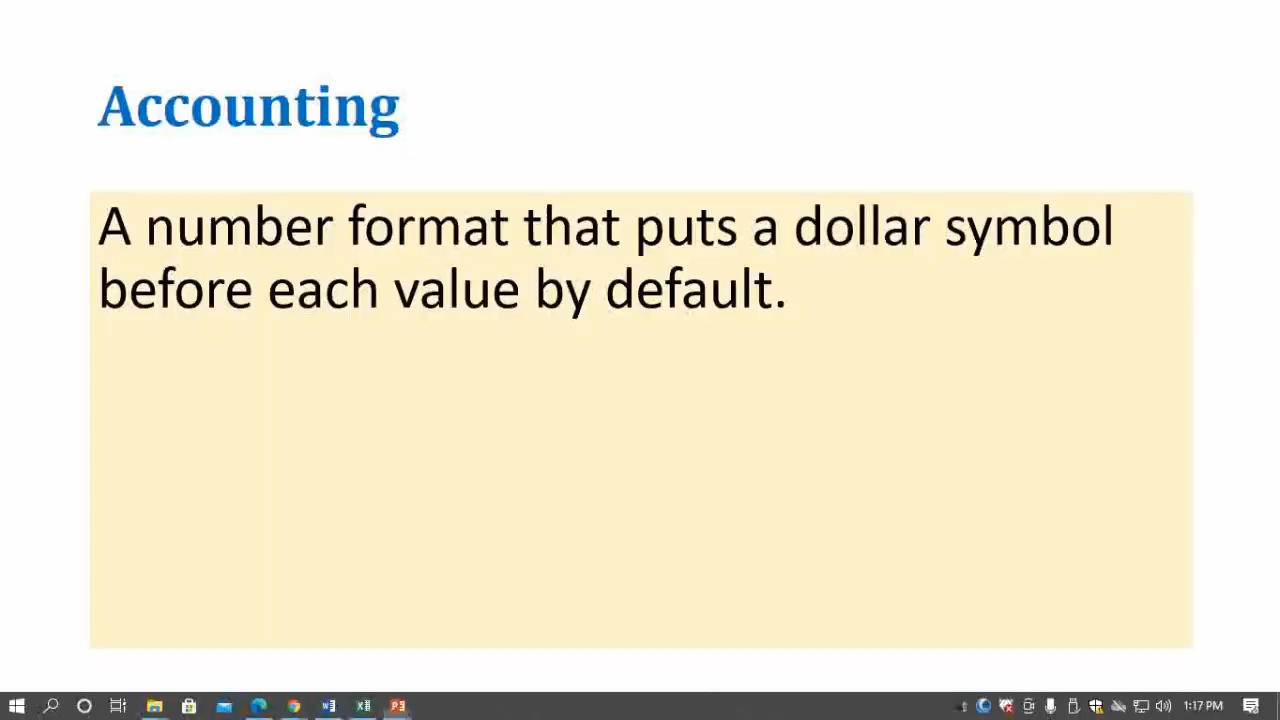 Accounting
A number format that puts a dollar symbol
before each value by default.
1:17 PM